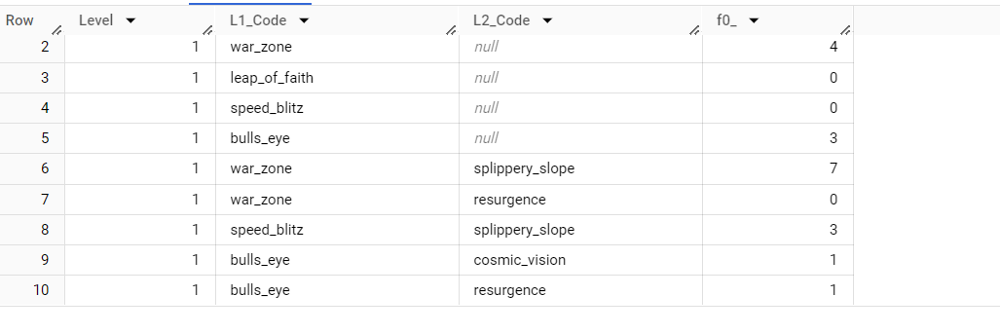 Row Level L1_Code L2_Code f0_
2 1 war_zone null 4
3 1 leap_of_faith null 0
4 1 speed_blitz null 0
5 1 bulls_eye null 3
6 1 war_zone splippery_slope 7
7 1 war_zone resurgence 0
8 1 speed_blitz splippery_slope 3
9 1 bulls_eye cosmic_vision 1
10 1 bulls_eye resurgence 1